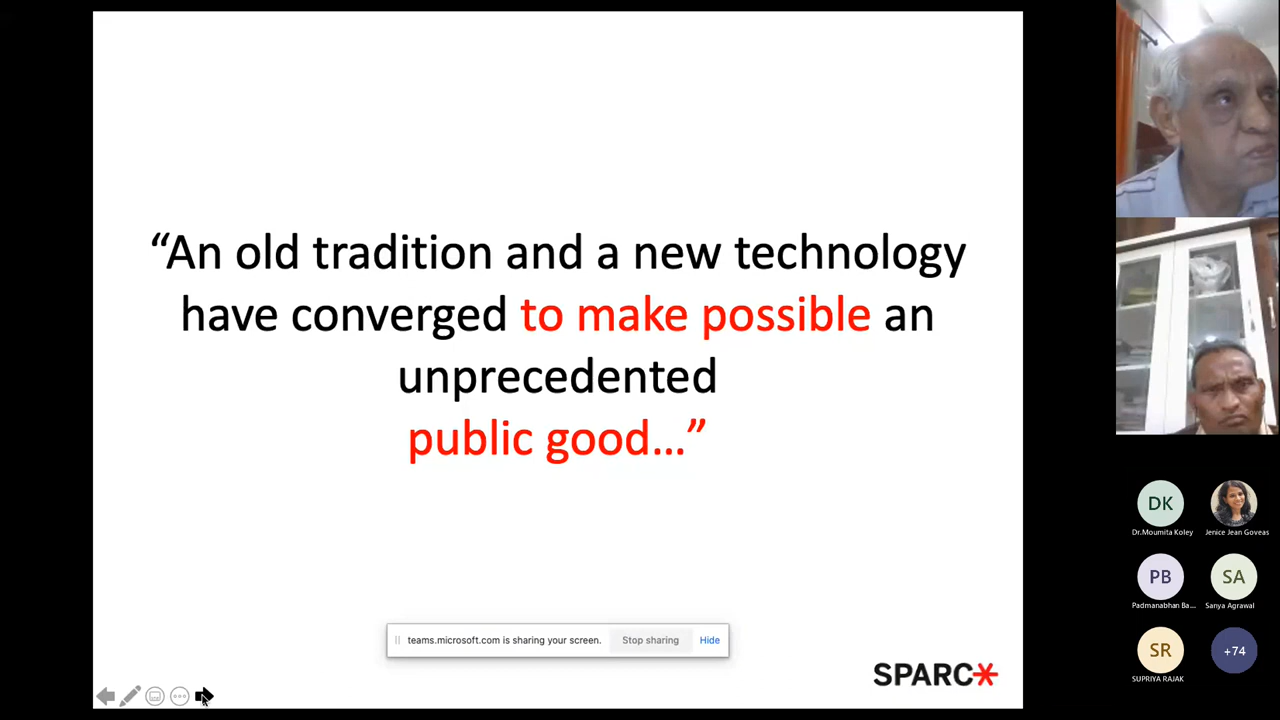 “An old tradition and a new technology
have converged to make possible an
unprecedented
public good...”
teams.microsoft.com is sharing your screen. Stop sharing Hide
SPARC
DK
Dr.Moumita Koley
Jenice Jean Goveas
PB SA
Padmanabhan Ba... Sanya Agrawal
SR +74
SUPRIYA RAJAK